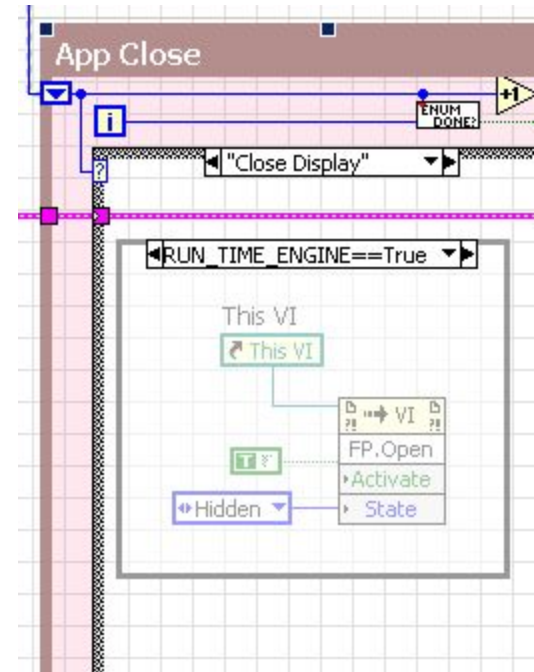 App Close
+1
i
ENUM
DONE?
?
"Close Display"
RUN_TIME_ENGINE==True
This VI
This VI
VI
FP.Open
T
Activate
Hidden
State